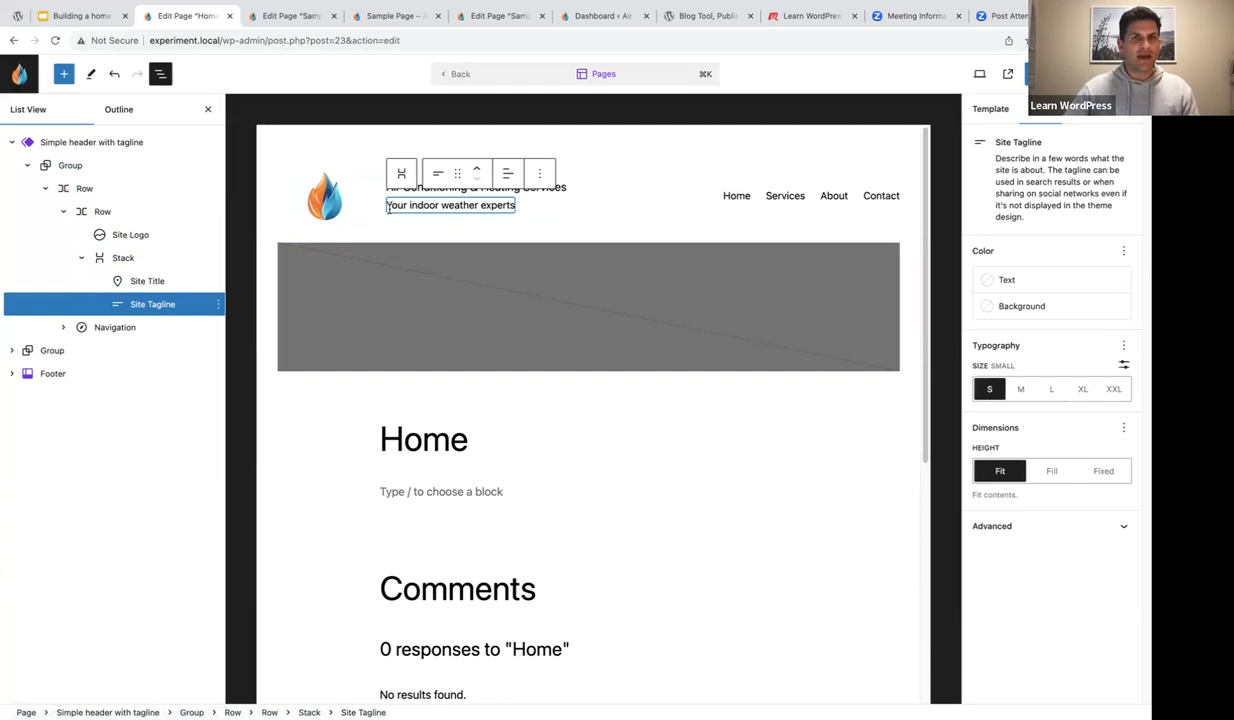 Building a home
Edit Page "Home
Edit Page "Samp
Sample Page – A
Edit Page "Samp
Dashboard ‹ Air
Blog Tool, Publis
Learn WordPress
Meeting Informa
Post Atten
Not Secure
experiment.local/wp-admin/post.php?post=23&action=edit
Back
Pages
⌘K
Learn WordPress
List View
Outline
Template
Simple header with tagline
Group
Row
Row
Site Logo
Stack
Site Title
Site Tagline
Navigation
Group
Footer
Air Conditioning & Heating Services
Your indoor weather experts
Home
Services
About
Contact
Home
Type / to choose a block
Comments
0 responses to "Home"
No results found.
Site Tagline
Describe in a few words what
the site is about. The tagline can
be used in search results or when
sharing on social networks even if
it's not displayed in the theme
design.
Color
Text
Background
Typography
SIZE SMALL
S
M
L
XL
XXL
Dimensions
HEIGHT
Fit
Fill
Fixed
Fit contents.
Advanced
Page › Simple header with tagline › Group › Row › Row › Stack › Site Tagline